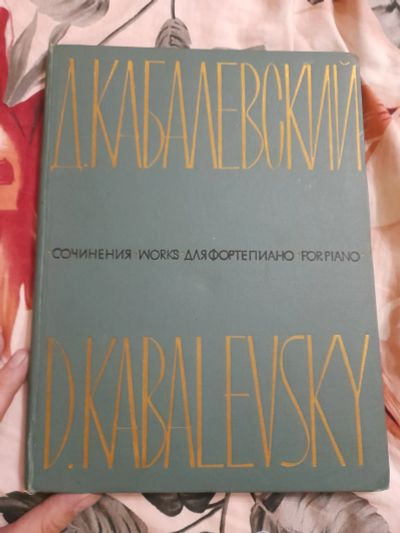 Д.КАБАЛЕВСКИЙ
СОЧИНЕНИЯ WORKS ДЛЯ ФОРТЕПИАНО FOR PIANO
D.KABALEVSKY